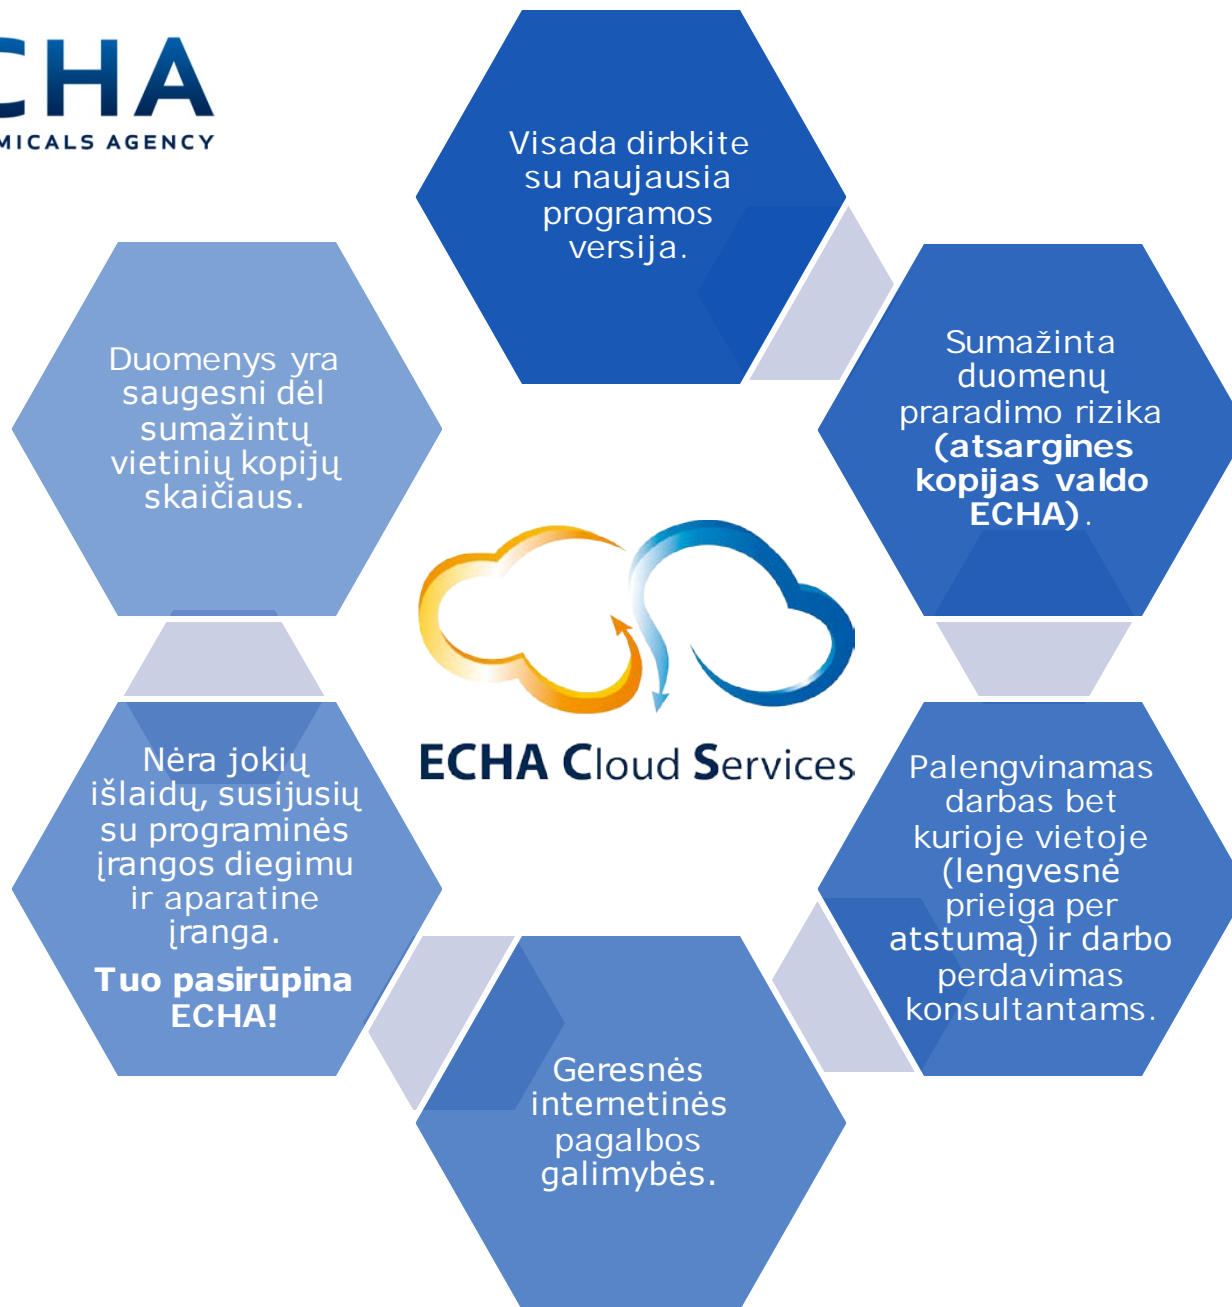 CHA
MICALS AGENCY
Visada dirbkite
su naujausia
programos
versija.
Sumažinta
duomenų
praradimo rizika
(atsargines
kopijas valdo
ECHA).
Palengvinamas
darbas bet
kurioje vietoje
(lengvesnė
prieiga per
atstumą) ir darbo
perdavimas
konsultantams.
Geresnės
internetinės
pagalbos
galimybės.
Nėra jokių
išlaidų, susijusių
su programinės
įrangos diegimu
ir aparatine
įranga.
Tuo pasirūpina
ECHA!
Duomenys yra
saugesni dėl
sumažintų
vietinių kopijų
skaičiaus.
ECHA Cloud Services